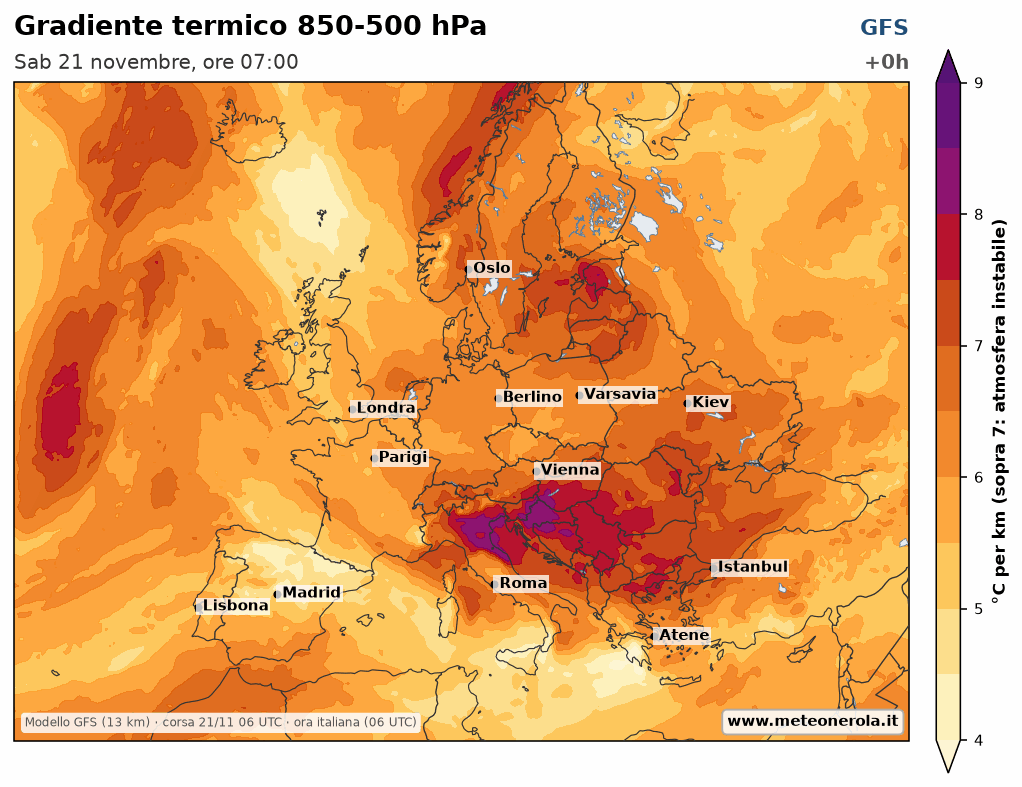 Gradiente termico 850-500 hPa
GFS
Sab 21 novembre, ore 07:00
+0h
9
8
7
6
5
4
°C per km (sopra 7: atmosfera instabile)
Oslo
Berlino
Varsavia
Kiev
Londra
Parigi
Vienna
Istanbul
Roma
Madrid
Lisbona
Atene
Modello GFS (13 km) · corsa 21/11 06 UTC · ora italiana (06 UTC)
www.meteonerola.it